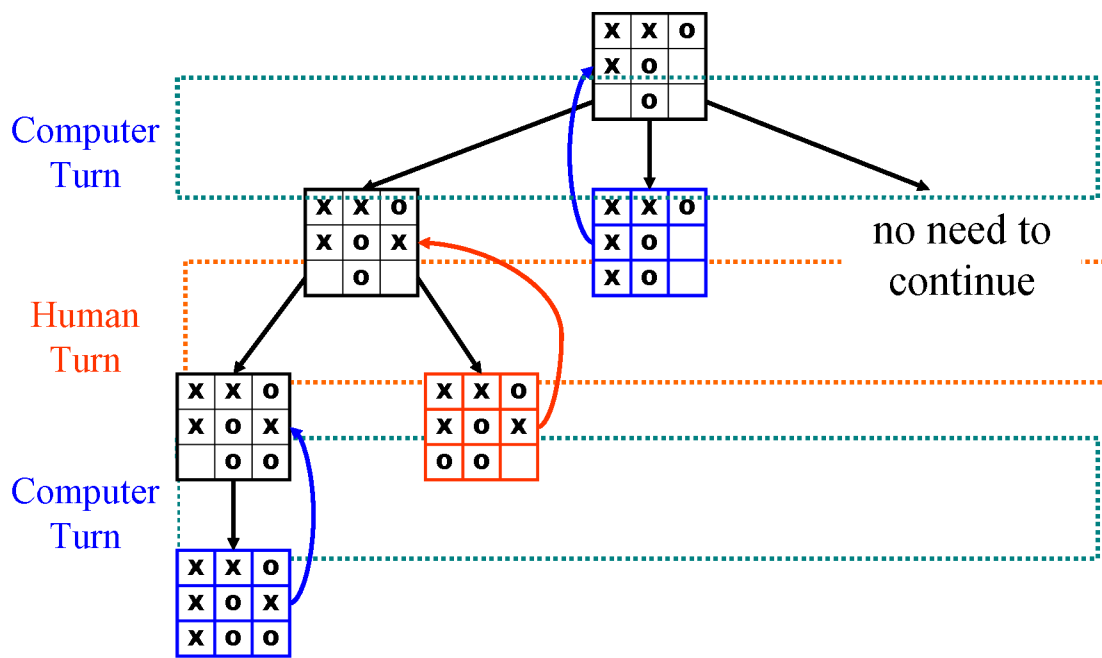 X X O
X O
O
Computer
Turn
X X O
X O X
O
X X O
X O
X O
no need to
continue
Human
Turn
X X O
X O X
O O
X X O
X O X
O O
Computer
Turn
X X O
X O X
X O O